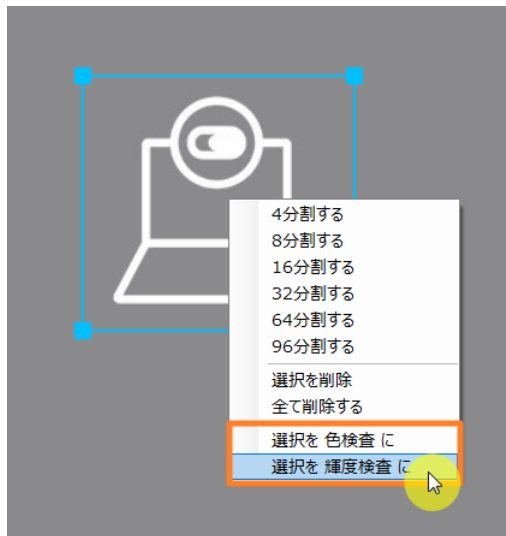 4分割する
8分割する
16分割する
32分割する
64分割する
96分割する
選択を削除
全て削除する
選択を 色検査 に
選択を 輝度検査 に